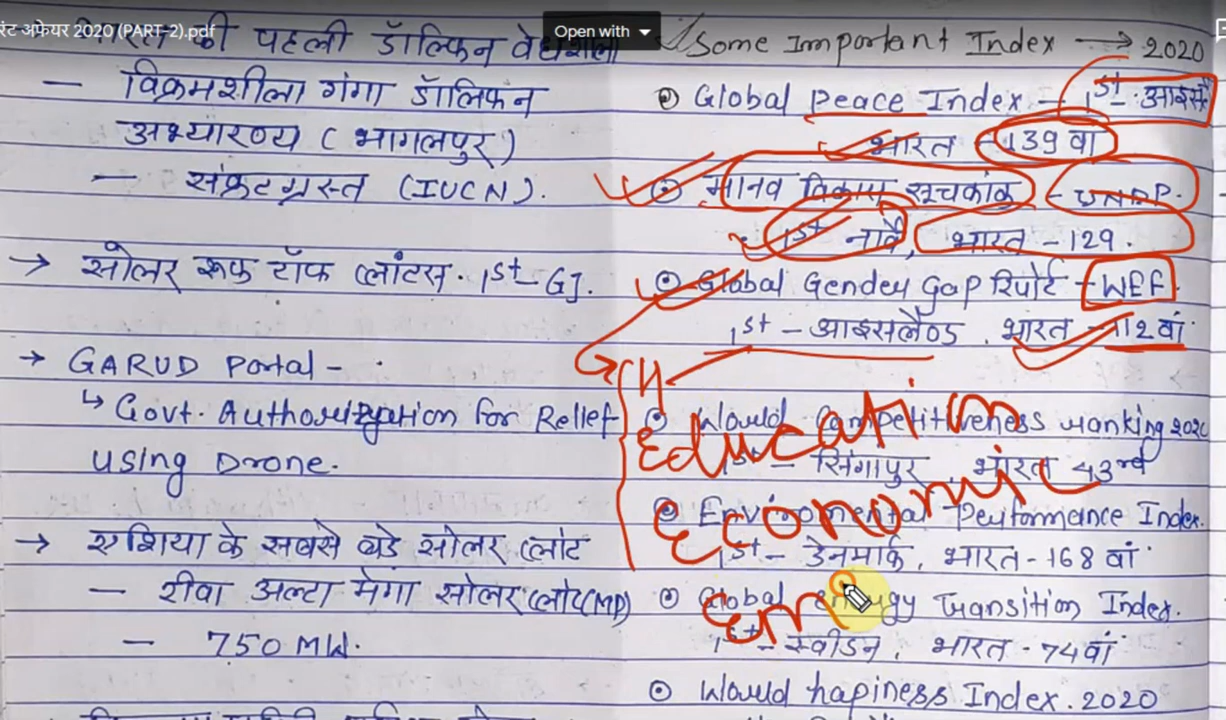 रंट अफेयर 2020 (PART-2).pdf
Open with
→ भारत की पहली डॉल्फिन वेधशाला
— विक्रमशीला गंगा डॉल्फिन
अभ्यारण्य (भागलपुर)
— संकटग्रस्त (IUCN).
→ सोलर रूफ टॉप प्लांटस. 1st - GJ.
→ GARUD Portal -
↳ Govt. Authorization for Relief
using Drone.
→ एशिया के सबसे बडे सोलर प्लांट
— रीवा अल्टा मेगा सोलर प्लांट(MP)
— 750 MW.
Some Important Index → 2020
Global Peace Index - 1st - आइसलै
भारत - 139 वां
मानव विकास सूचकांक - UNDP.
1st नार्वे, भारत - 129.
Global Gender Gap रिपोर्ट - WEF.
1st - आइसलैण्ड. भारत - 112 वां.
World Competitiveness ranking 2020
1st - सिंगापुर, भारत 43rd
Enviromental Performance Index.
1st - डेनमार्क, भारत - 168 वां
Global Energy Transition Index.
1st - स्वीडन, भारत - 74 वां
World hapiness Index. 2020
Education
Economic
Em